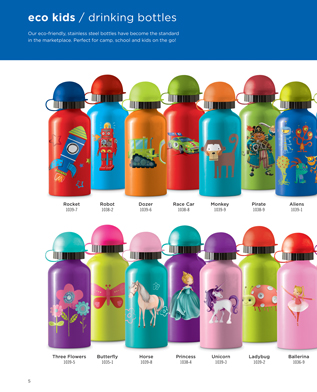 eco kids / drinking bottles
Our eco-friendly, stainless steel bottles have become the standard
in the marketplace. Perfect for camp, school and kids on the go!
Rocket
1039-7
Robot
1038-2
Dozer
1039-6
Race Car
1038-8
Monkey
1039-0
Pirate
1038-9
Aliens
1039-1
Three Flowers
1039-5
Butterfly
1035-1
Horse
1039-8
Princess
1038-4
Unicorn
1039-3
Ladybug
1039-2
Ballerina
1036-9
5